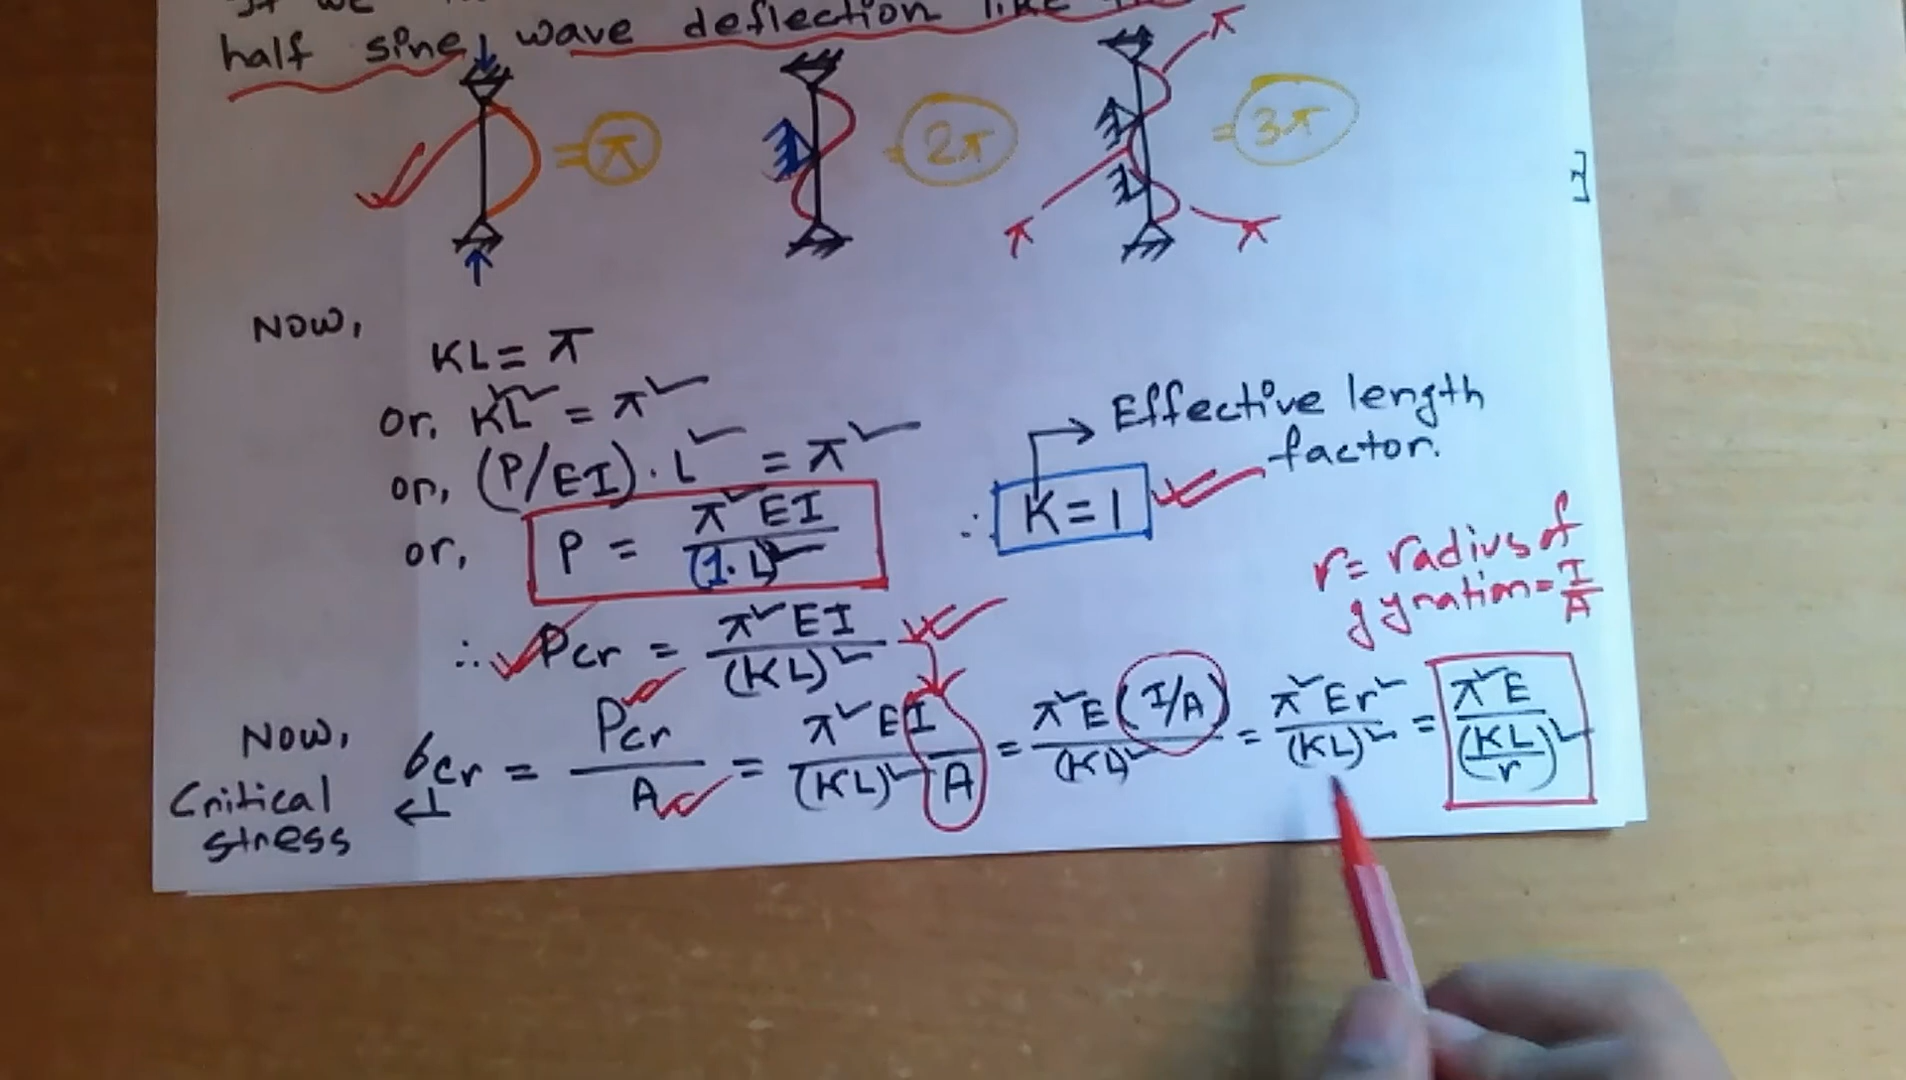 half sine wave deflection like
= π
= 2π
= 3π
π
π
π
Now,
KL = π
or, K²L² = π²
or, (P/EI) . L² = π²
or, P = π²EI / (1.L)²
∴ K = 1
Effective length
factor.
r = radius of
gyration = I/A
∴ Pcr = π²EI / (KL)²
Now, σcr = Pcr / A = π²EI / (KL)² A = π²E(I/A) / (KL)² = π²Er² / (KL)² = π²E / (KL/r)²
Critical
stress